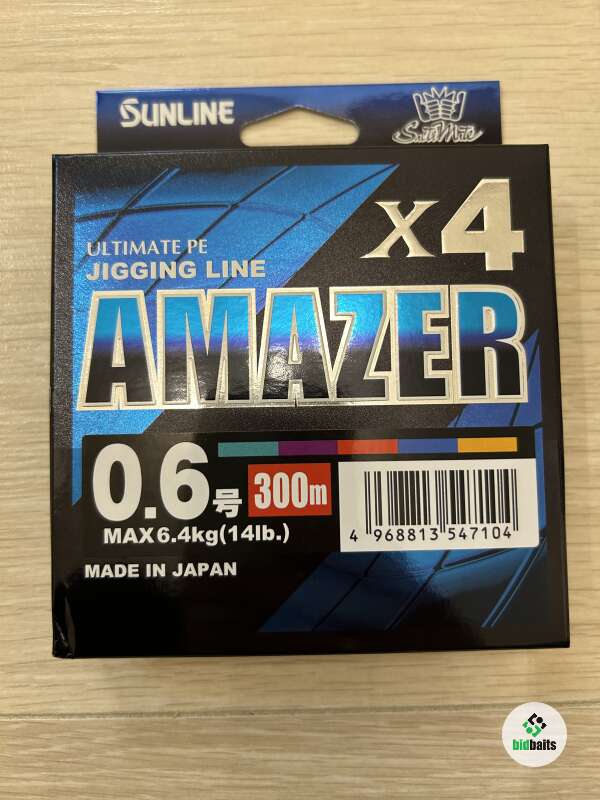 SUNLINE
SaltiMate
X4
ULTIMATE PE
JIGGING LINE
AMAZER
0.6号 300m
MAX 6.4kg(14lb.)
4 968813 547104
MADE IN JAPAN
bidbaits